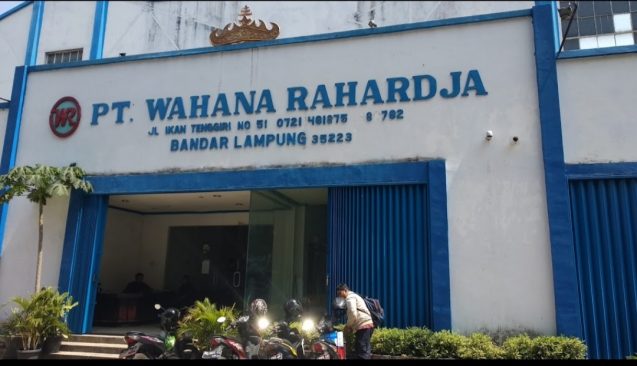 WR PT. WAHANA RAHARDJA
JL IKAN TENGGIRI NO 51 0721 481875 8 782
BANDAR LAMPUNG 35223